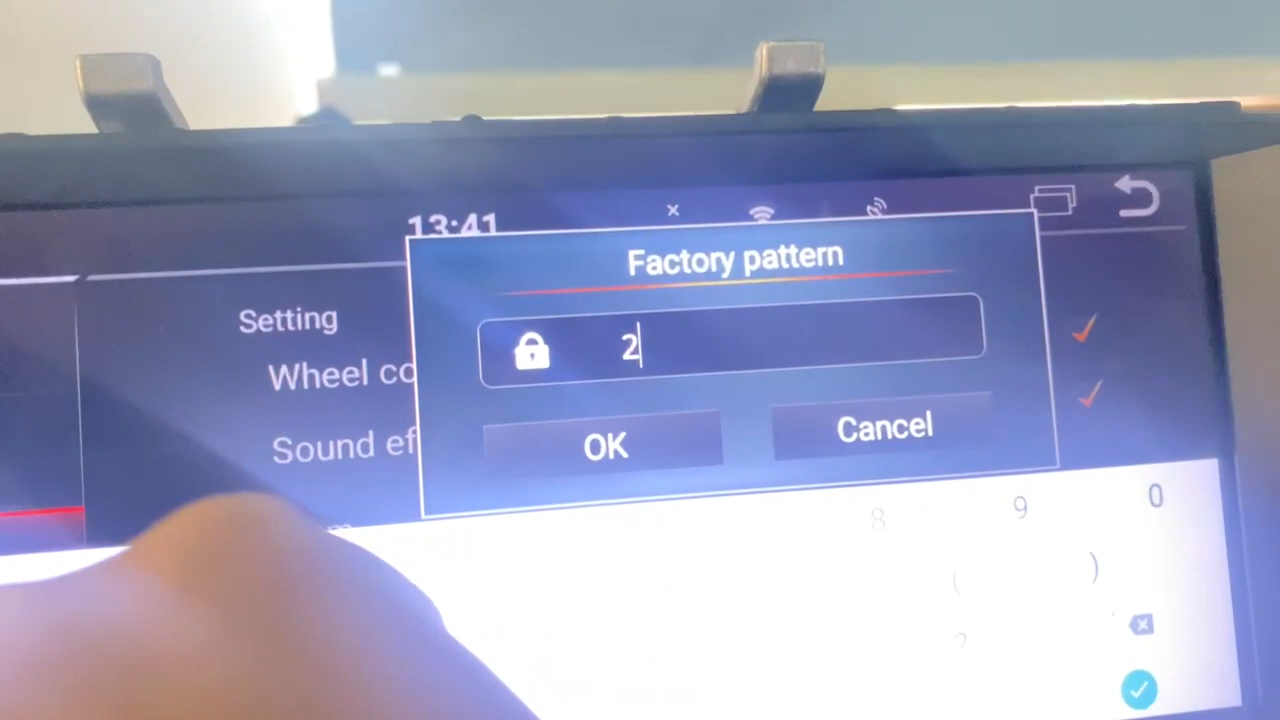 13:41
Factory pattern
Setting
2
Wheel co
Sound ef
OK
Cancel
8 9 0
( )
?